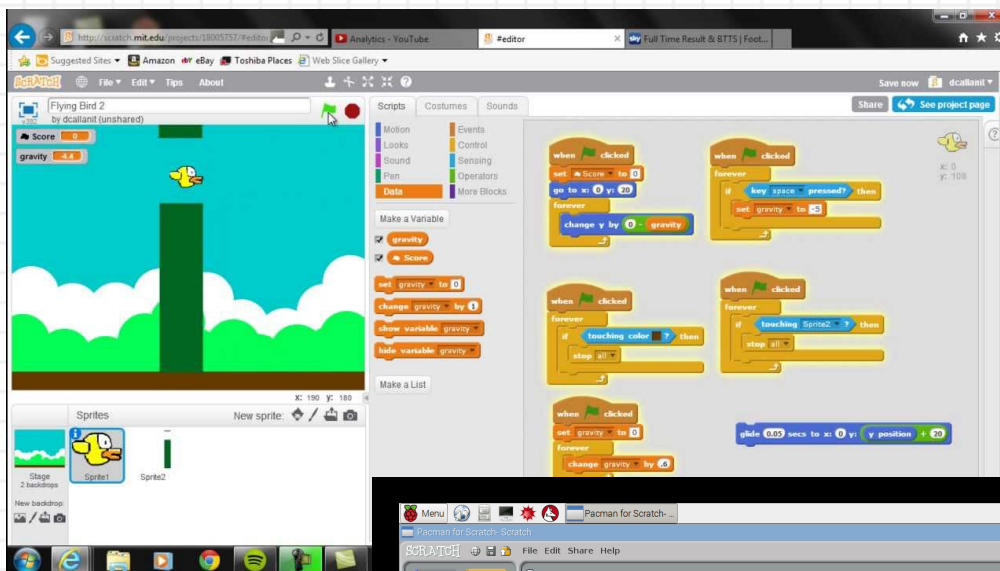 http://scratch.mit.edu/projects/18005757/#editor
Analytics - YouTube
#editor
Full Time Result & BTTS | Foot...
Suggested Sites
Amazon
eBay
Toshiba Places
Web Slice Gallery
SCRATCH
File
Edit
Tips
About
Save now
dcallanit
v392
Flying Bird 2
by dcallanit (unshared)
Scripts
Costumes
Sounds
Share
See project page
Score 0
gravity -4.4
Motion
Events
Looks
Control
Sound
Sensing
Pen
Operators
Data
More Blocks
Make a Variable
gravity
Score
set gravity to 0
change gravity by 1
show variable gravity
hide variable gravity
Make a List
when clicked
set Score to 0
go to x: 0 y: 20
forever
change y by 0 - gravity
when clicked
forever
if key space pressed? then
set gravity to -5
x: 0
y: 108
when clicked
forever
if touching color ? then
stop all
when clicked
forever
if touching Sprite2 ? then
stop all
when clicked
set gravity to 0
forever
change gravity by .6
glide 0.05 secs to x: 0 y: y position + 20
X: 190 y: 180
Sprites
New sprite:
Stage
2 backdrops
Sprite1
Sprite2
New backdrop:
Menu
Pacman for Scratch- ...
Pacman for Scratch- Scratch
SCRATCH
File Edit Share Help